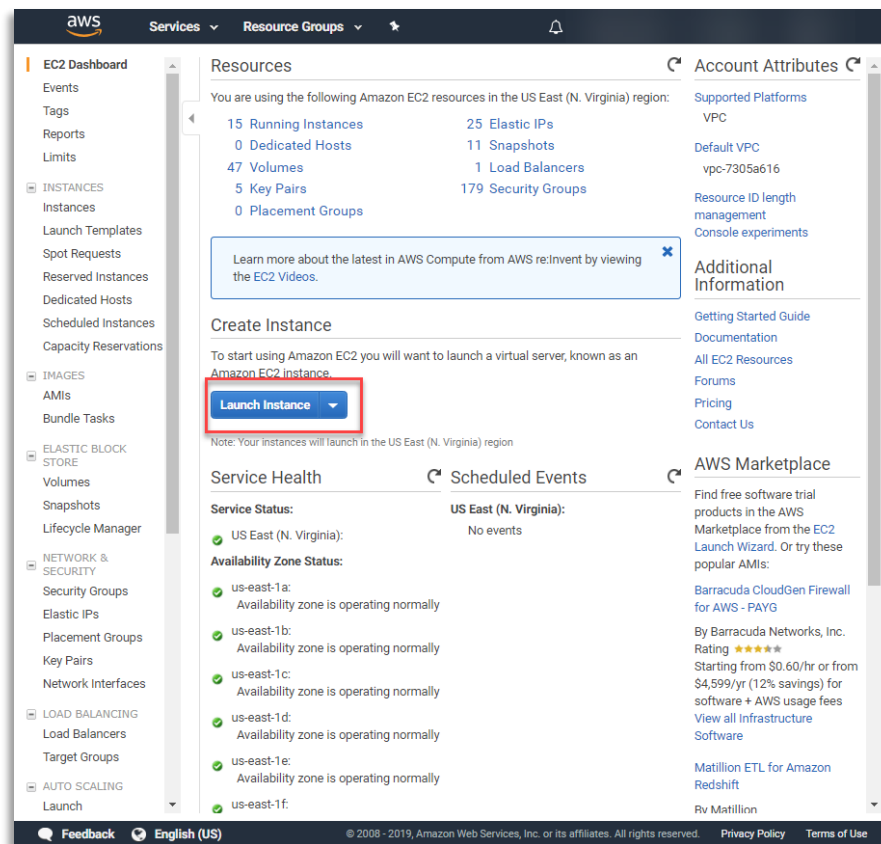 aws
Services
Resource Groups
EC2 Dashboard
Events
Tags
Reports
Limits
INSTANCES
Instances
Launch Templates
Spot Requests
Reserved Instances
Dedicated Hosts
Scheduled Instances
Capacity Reservations
IMAGES
AMIs
Bundle Tasks
ELASTIC BLOCK
STORE
Volumes
Snapshots
Lifecycle Manager
NETWORK &
SECURITY
Security Groups
Elastic IPs
Placement Groups
Key Pairs
Network Interfaces
LOAD BALANCING
Load Balancers
Target Groups
AUTO SCALING
Launch
Resources
You are using the following Amazon EC2 resources in the US East (N. Virginia) region:
15 Running Instances
0 Dedicated Hosts
47 Volumes
5 Key Pairs
0 Placement Groups
25 Elastic IPs
11 Snapshots
1 Load Balancers
179 Security Groups
Learn more about the latest in AWS Compute from AWS re:Invent by viewing
the EC2 Videos.
Create Instance
To start using Amazon EC2 you will want to launch a virtual server, known as an
Amazon EC2 instance.
Launch Instance
Note: Your instances will launch in the US East (N. Virginia) region
Service Health
Service Status:
US East (N. Virginia):
Availability Zone Status:
us-east-1a:
Availability zone is operating normally
us-east-1b:
Availability zone is operating normally
us-east-1c:
Availability zone is operating normally
us-east-1d:
Availability zone is operating normally
us-east-1e:
Availability zone is operating normally
us-east-1f:
Scheduled Events
US East (N. Virginia):
No events
Account Attributes
Supported Platforms
VPC
Default VPC
vpc-7305a616
Resource ID length
management
Console experiments
Additional
Information
Getting Started Guide
Documentation
All EC2 Resources
Forums
Pricing
Contact Us
AWS Marketplace
Find free software trial
products in the AWS
Marketplace from the EC2
Launch Wizard. Or try these
popular AMIs:
Barracuda CloudGen Firewall
for AWS - PAYG
By Barracuda Networks, Inc.
Rating
Starting from $0.60/hr or from
$4,599/yr (12% savings) for
software + AWS usage fees
View all Infrastructure
Software
Matillion ETL for Amazon
Redshift
By Matillion
Feedback
English (US)
© 2008 - 2019, Amazon Web Services, Inc. or its affiliates. All rights reserved.
Privacy Policy
Terms of Use